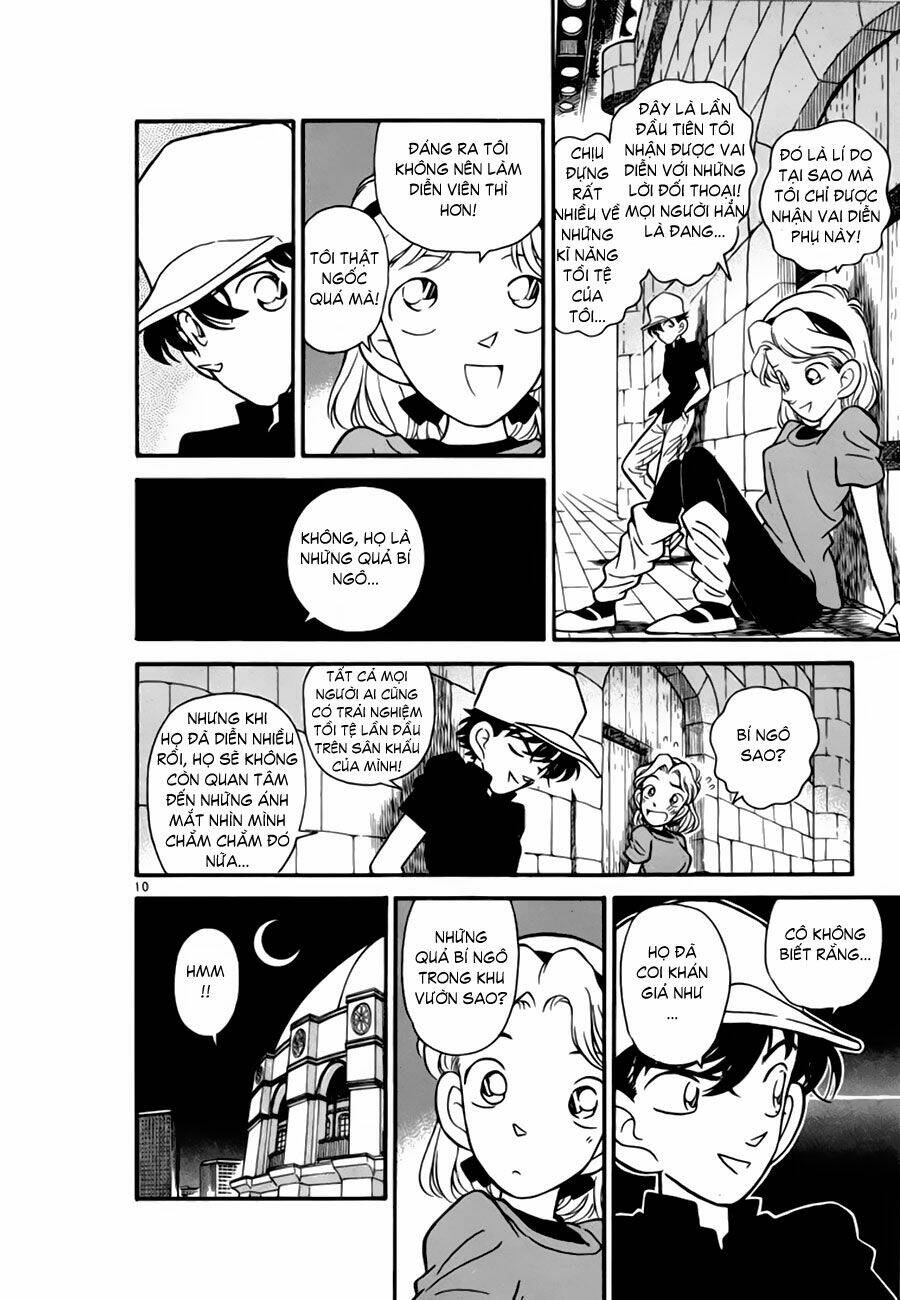 ĐÓ LÀ LÍ DO
TẠI SAO MÀ
TÔI CHỈ ĐƯỢC
NHẬN VAI DIỄN
PHỤ NÀY!
ĐÂY LÀ LẦN
ĐẦU TIÊN TÔI
NHẬN ĐƯỢC VAI
DIỄN VỚI NHỮNG
LỜI ĐỐI THOẠI!
MỌI NGƯỜI HẲN
LÀ ĐANG...
CHỊU
ĐỰNG
RẤT
NHIỀU VỀ
NHỮNG
KĨ NĂNG
TỒI TỆ
CỦA
TÔI...
ĐÁNG RA TÔI
KHÔNG NÊN LÀM
DIỄN VIÊN THÌ
HƠN!
TÔI THẬT
NGỐC
QUÁ MÀ!
KHÔNG, HỌ LÀ
NHỮNG QUẢ BÍ
NGÔ...
BÍ NGÔ
SAO?
TẤT CẢ MỌI
NGƯỜI AI CŨNG
CÓ TRẢI NGHIỆM
TỒI TỆ LẦN ĐẦU
TRÊN SÂN KHẤU
CỦA MÌNH!
NHƯNG KHI
HỌ ĐÃ DIỄN NHIỀU
RỒI, HỌ SẼ KHÔNG
CÒN QUAN TÂM
ĐẾN NHỮNG ÁNH
MẮT NHÌN MÌNH
CHẰM CHẰM ĐÓ
NỮA...
10
CÔ KHÔNG
BIẾT RẰNG...
HỌ ĐÃ
COI KHÁN
GIẢ NHƯ
...
NHỮNG
QUẢ BÍ NGÔ
TRONG KHU
VƯỜN SAO?
HMM
!!